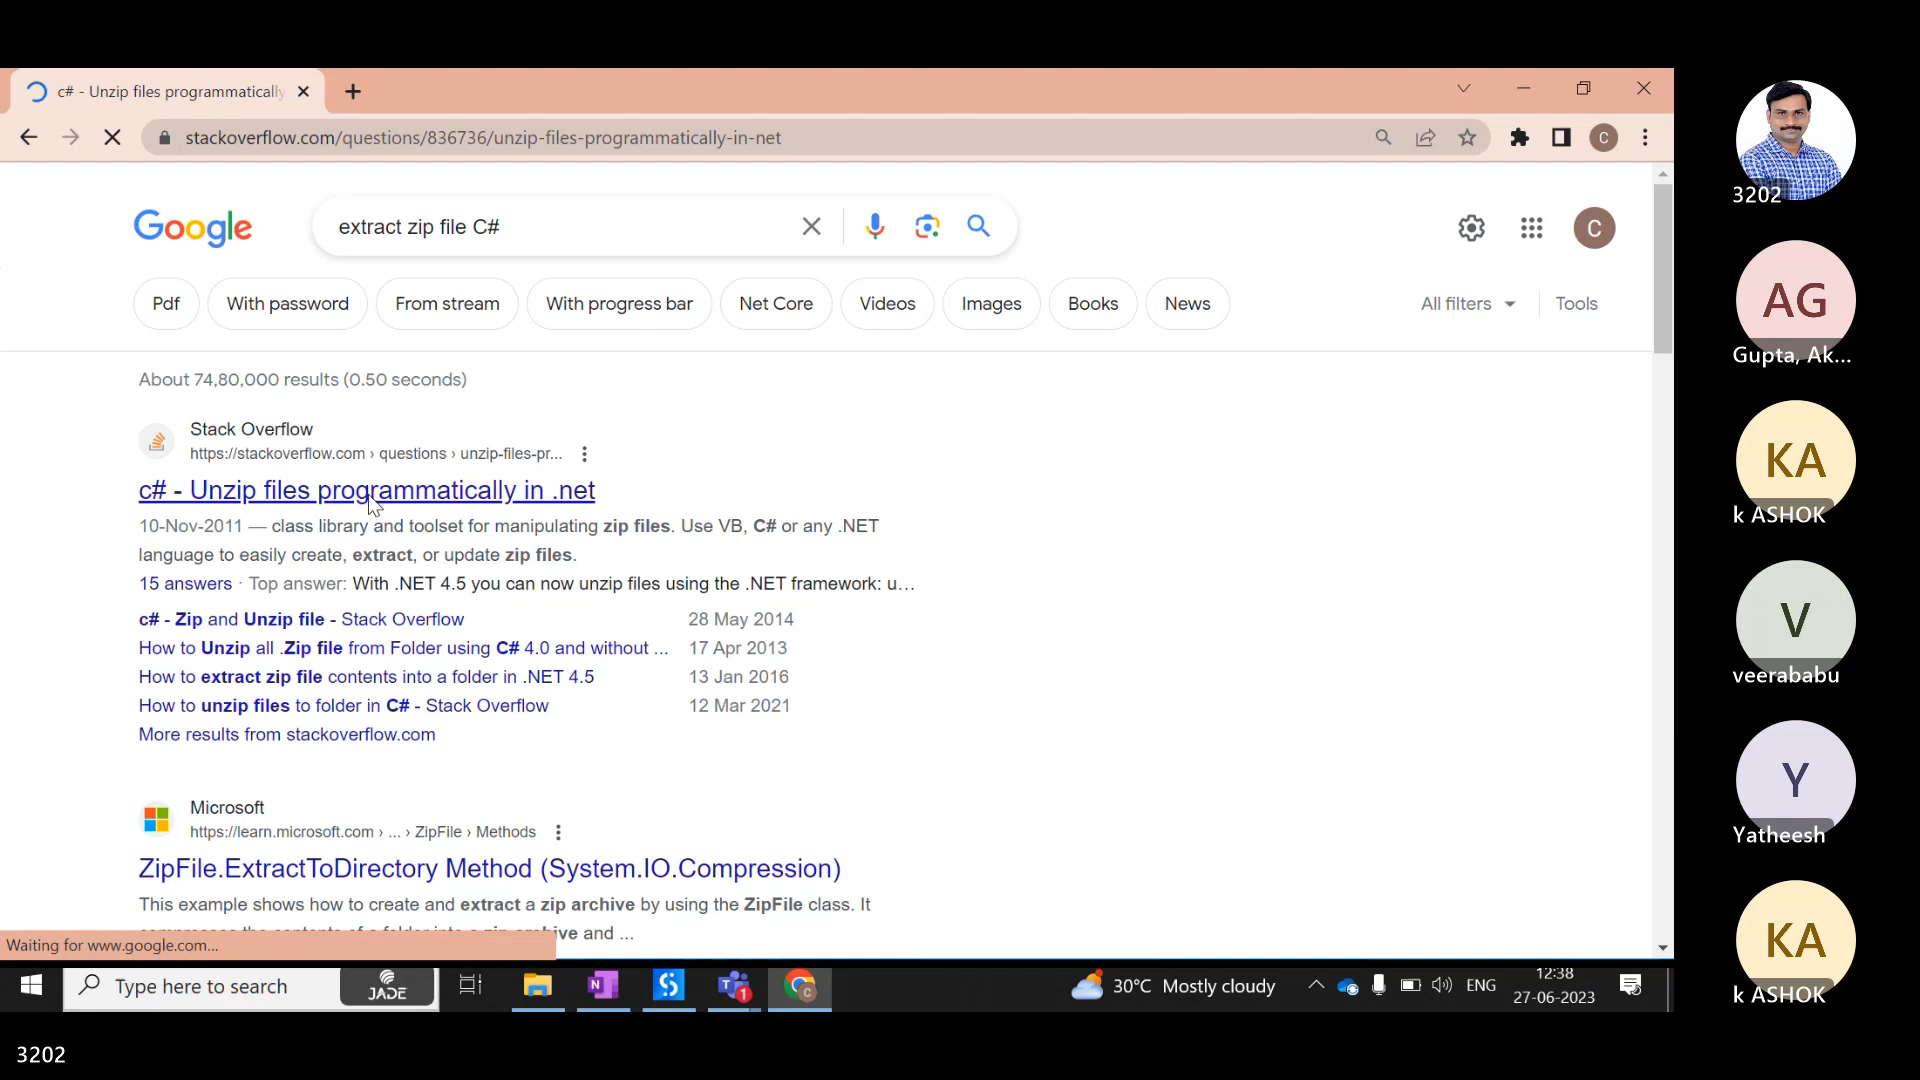 c# - Unzip files programmatically
stackoverflow.com/questions/836736/unzip-files-programmatically-in-net
C
Google
extract zip file C#
C
Pdf
With password
From stream
With progress bar
Net Core
Videos
Images
Books
News
All filters
Tools
About 74,80,000 results (0.50 seconds)
Stack Overflow
https://stackoverflow.com › questions › unzip-files-pr...
c# - Unzip files programmatically in .net
10-Nov-2011 — class library and toolset for manipulating zip files. Use VB, C# or any .NET
language to easily create, extract, or update zip files.
15 answers · Top answer: With .NET 4.5 you can now unzip files using the .NET framework: u...
c# - Zip and Unzip file - Stack Overflow 28 May 2014
How to Unzip all .Zip file from Folder using C# 4.0 and without ... 17 Apr 2013
How to extract zip file contents into a folder in .NET 4.5 13 Jan 2016
How to unzip files to folder in C# - Stack Overflow 12 Mar 2021
More results from stackoverflow.com
Microsoft
https://learn.microsoft.com › ... › ZipFile › Methods
ZipFile.ExtractToDirectory Method (System.IO.Compression)
This example shows how to create and extract a zip archive by using the ZipFile class. It
and ...
Waiting for www.google.com...
Type here to search
JADE
N
1
C
30°C Mostly cloudy
ENG
12:38
27-06-2023
3202
AG
Gupta, Ak...
KA
k ASHOK
V
veerababu
Y
Yatheesh
KA
k ASHOK
3202